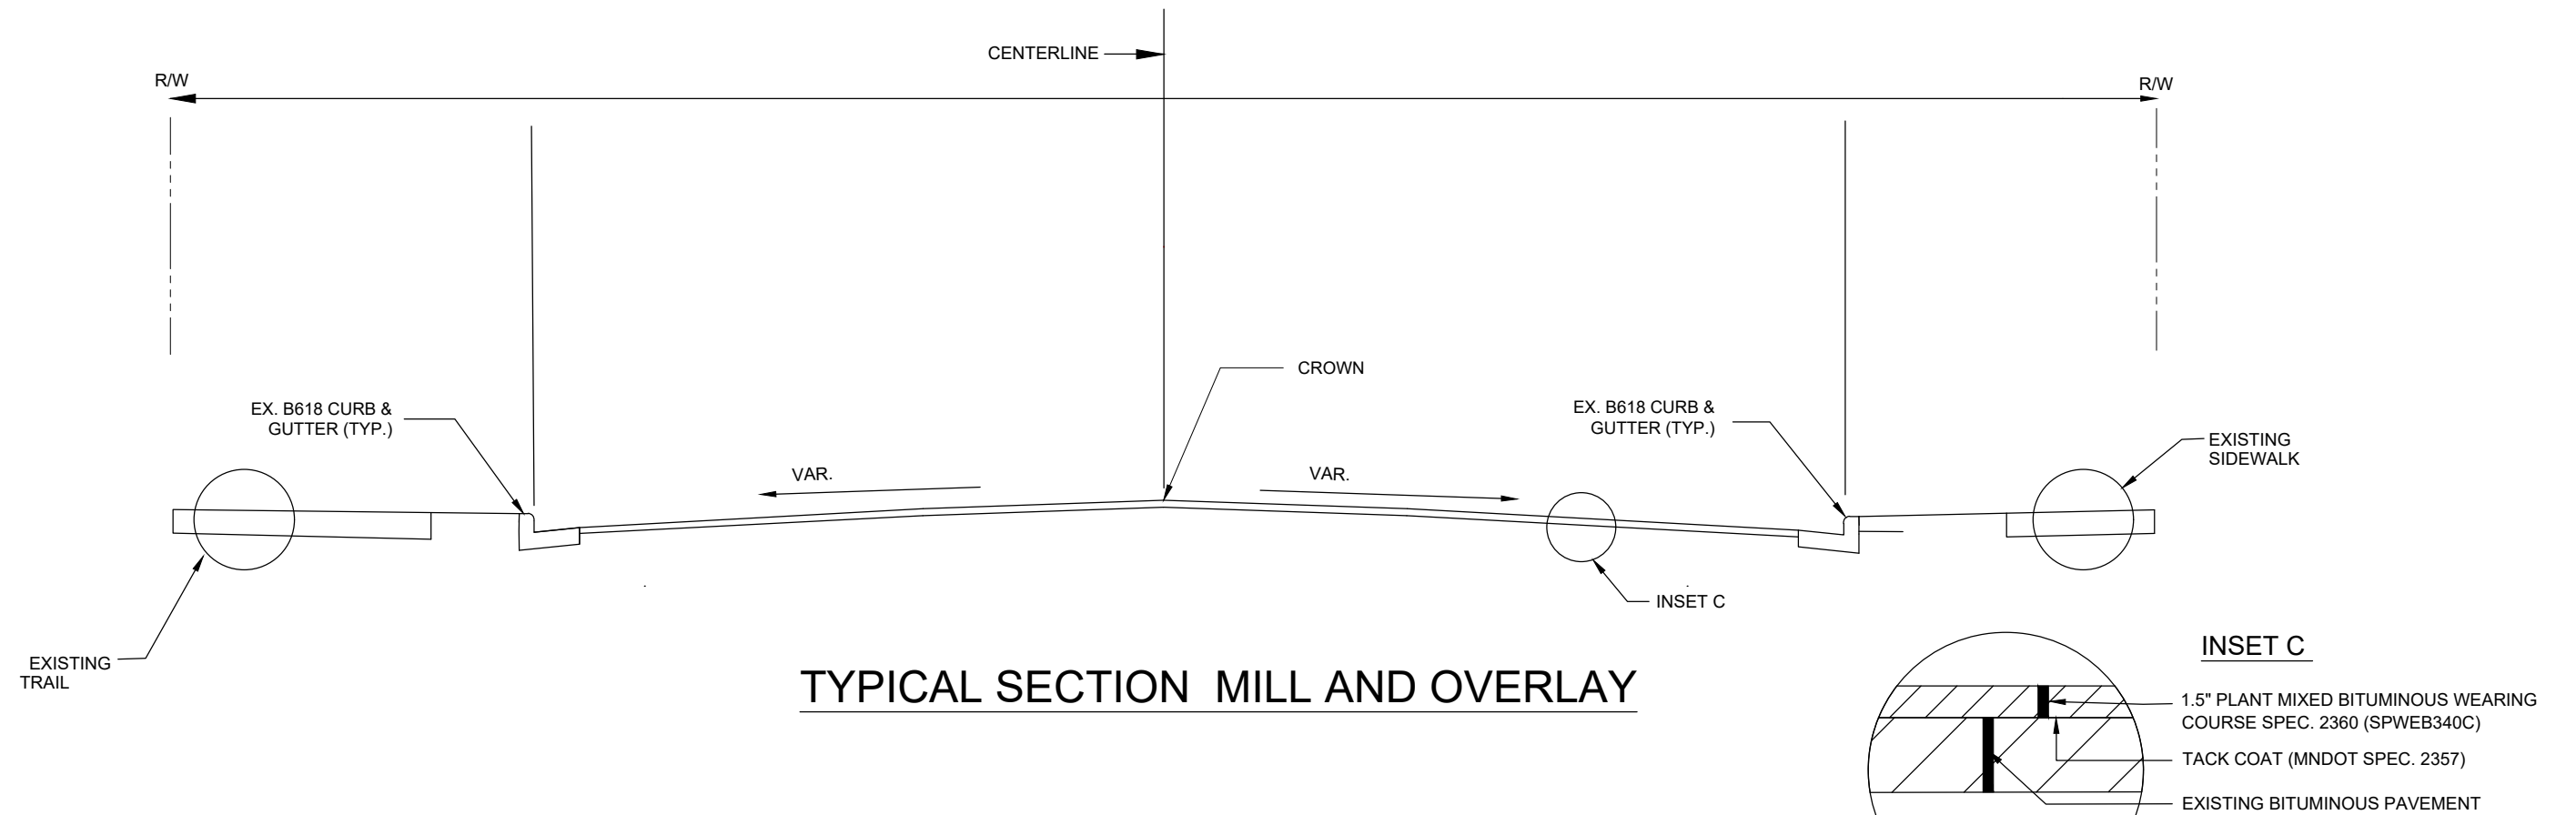 CENTERLINE
R/W
R/W
CROWN
EX. B618 CURB &
GUTTER (TYP.)
EX. B618 CURB &
GUTTER (TYP.)
EXISTING
SIDEWALK
VAR.
VAR.
INSET C
EXISTING
TRAIL
TYPICAL SECTION  MILL AND OVERLAY
INSET C
1.5" PLANT MIXED BITUMINOUS WEARING
COURSE SPEC. 2360 (SPWEB340C)
TACK COAT (MNDOT SPEC. 2357)
EXISTING BITUMINOUS PAVEMENT